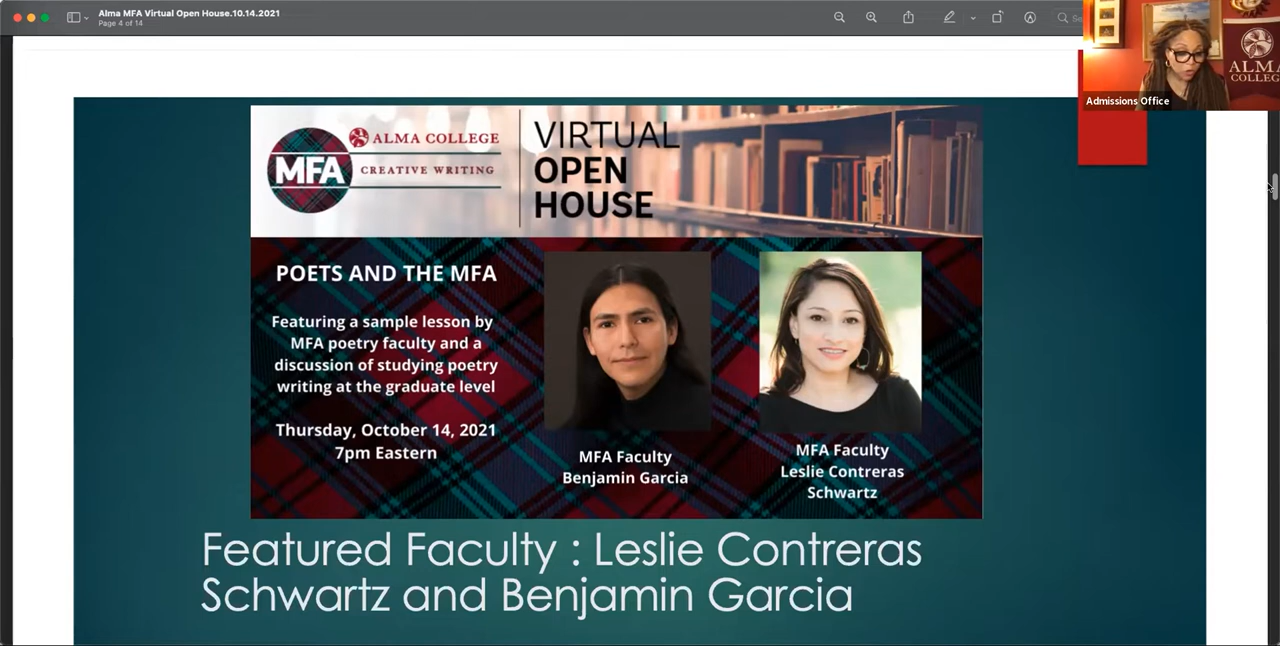 Alma MFA Virtual Open House.10.14.2021
Page 4 of 14
Admissions Office
ALMA
MFA
ALMA COLLEGE
CREATIVE WRITING
VIRTUAL
OPEN
HOUSE
POETS AND THE MFA
Featuring a sample lesson by
MFA poetry faculty and a
discussion of studying poetry
writing at the graduate level
Thursday, October 14, 2021
7pm Eastern
MFA Faculty
Benjamin Garcia
MFA Faculty
Leslie Contreras
Schwartz
Featured Faculty : Leslie Contreras
Schwartz and Benjamin Garcia